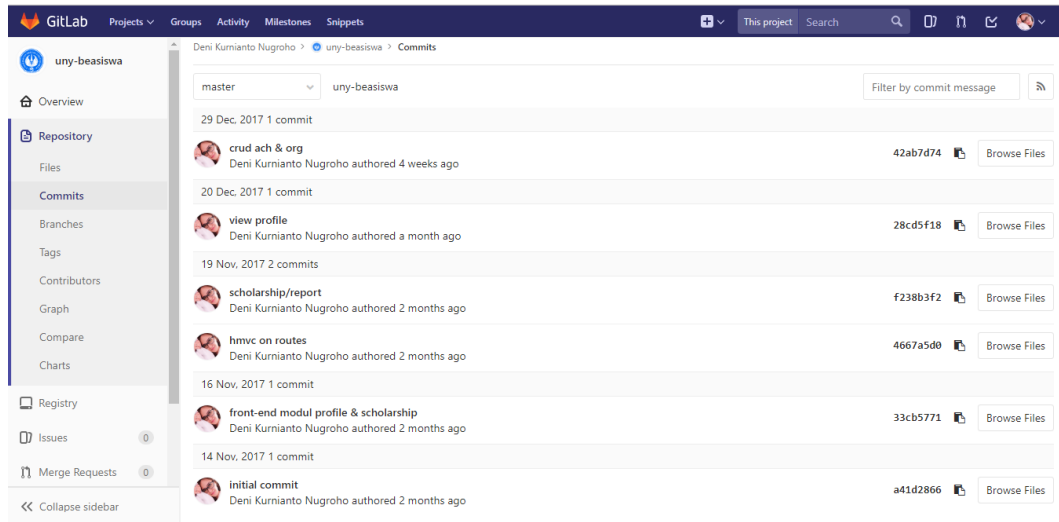 GitLab Projects Groups Activity Milestones Snippets This project Search
uny-beasiswa
Overview
Repository
Files
Commits
Branches
Tags
Contributors
Graph
Compare
Charts
Registry
Issues 0
Merge Requests 0
Collapse sidebar
Deni Kurnianto Nugroho > uny-beasiswa > Commits
master uny-beasiswa Filter by commit message
29 Dec, 2017 1 commit
crud ach & org
Deni Kurnianto Nugroho authored 4 weeks ago
42ab7d74 Browse Files
20 Dec, 2017 1 commit
view profile
Deni Kurnianto Nugroho authored a month ago
28cd5f18 Browse Files
19 Nov, 2017 2 commits
scholarship/report
Deni Kurnianto Nugroho authored 2 months ago
f238b3f2 Browse Files
hmvc on routes
Deni Kurnianto Nugroho authored 2 months ago
4667a5d0 Browse Files
16 Nov, 2017 1 commit
front-end modul profile & scholarship
Deni Kurnianto Nugroho authored 2 months ago
33cb5771 Browse Files
14 Nov, 2017 1 commit
initial commit
Deni Kurnianto Nugroho authored 2 months ago
a41d2866 Browse Files